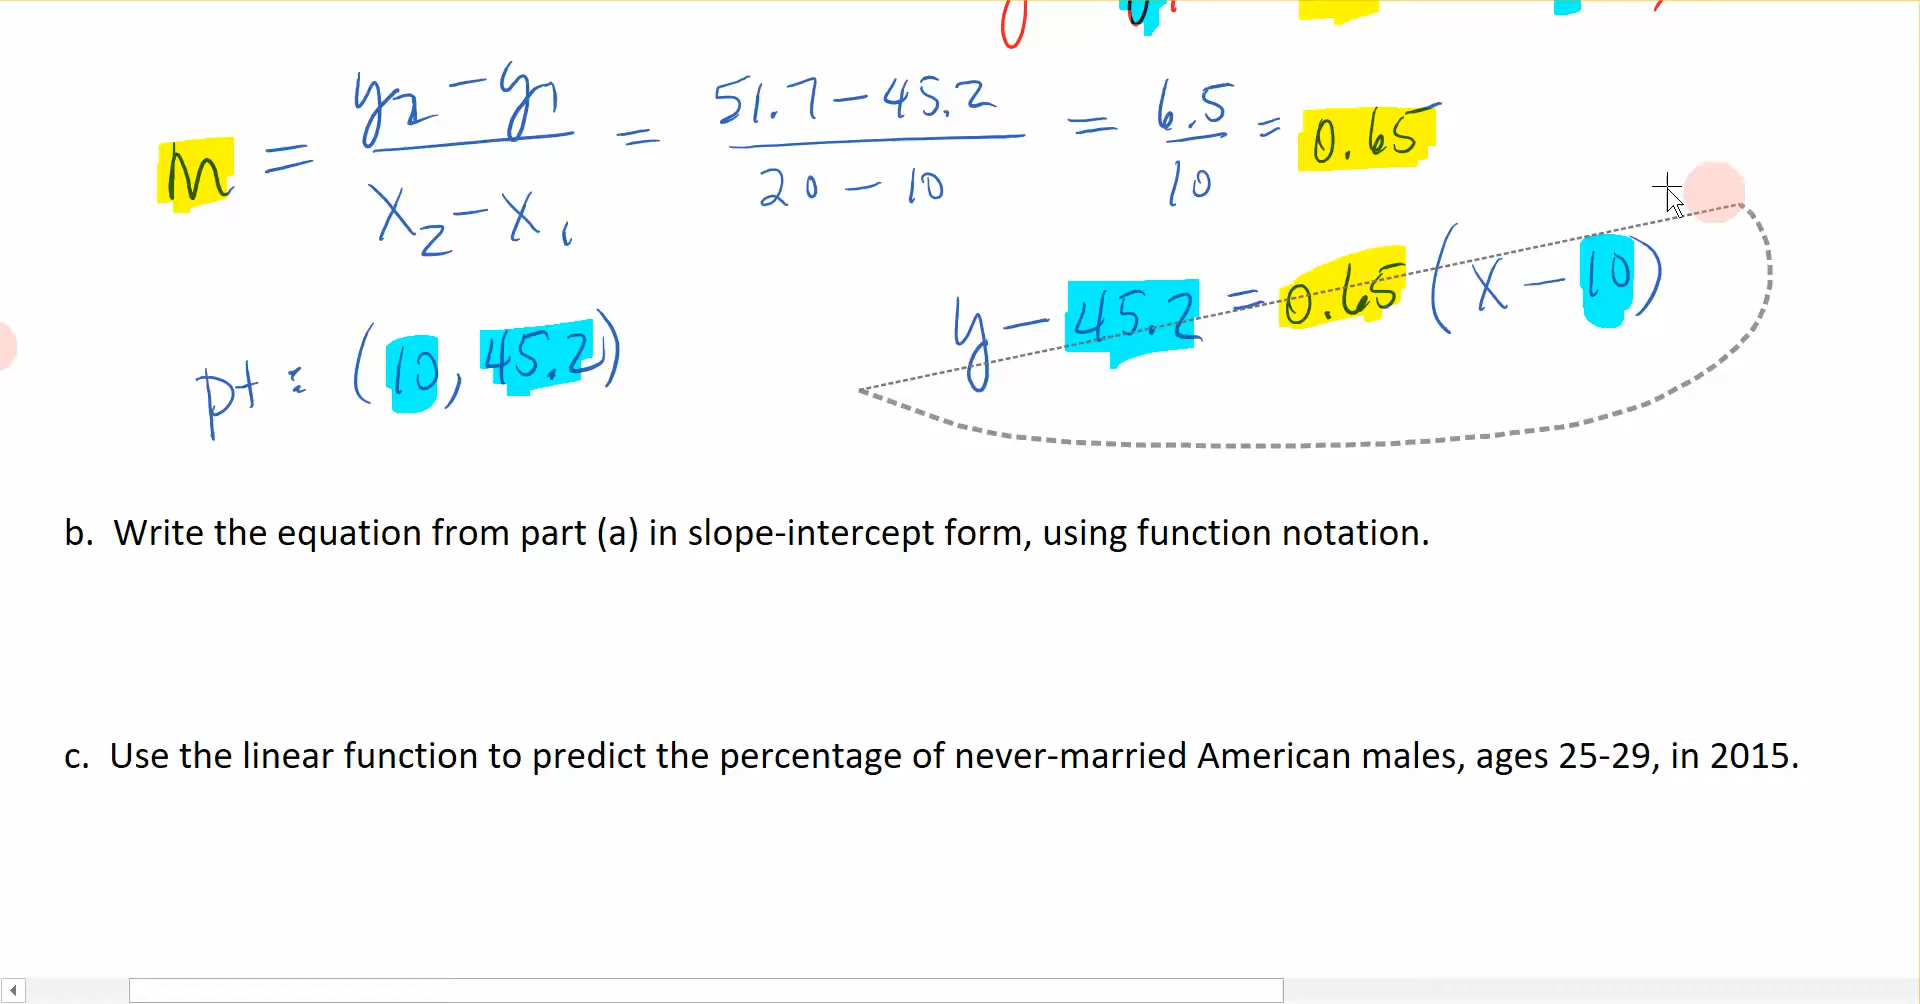 m = y₂ - y₁ / x₂ - x₁ = 51.7 - 45.2 / 20 - 10 = 6.5 / 10 = 0.65
y - 45.2 = 0.65 (x - 10)
pt : (10, 45.2)
b. Write the equation from part (a) in slope-intercept form, using function notation.
c. Use the linear function to predict the percentage of never-married American males, ages 25-29, in 2015.